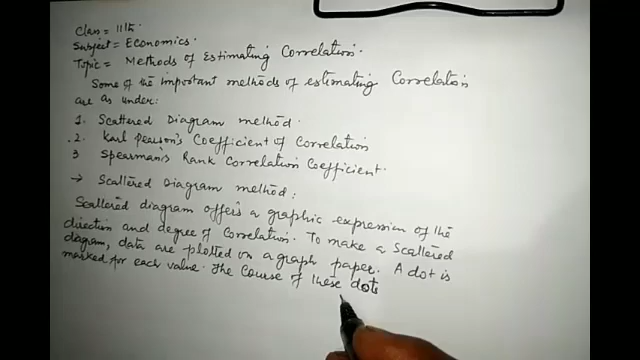 Class = 11th.
Subject = Economics.
Topic = Methods of Estimating Correlation.
Some of the important methods of estimating Correlation
are as under:
1. Scattered Diagram method.
2. Karl Pearson's Coefficient of Correlation
3 Spearman's Rank Correlation Coefficient.
→ Scattered Diagram method:
Scattered diagram offers a graphic expression of the
direction and degree of Correlation. To make a Scattered
diagram, data are plotted on a graph paper. A dot is
marked for each value. The Course of these dots